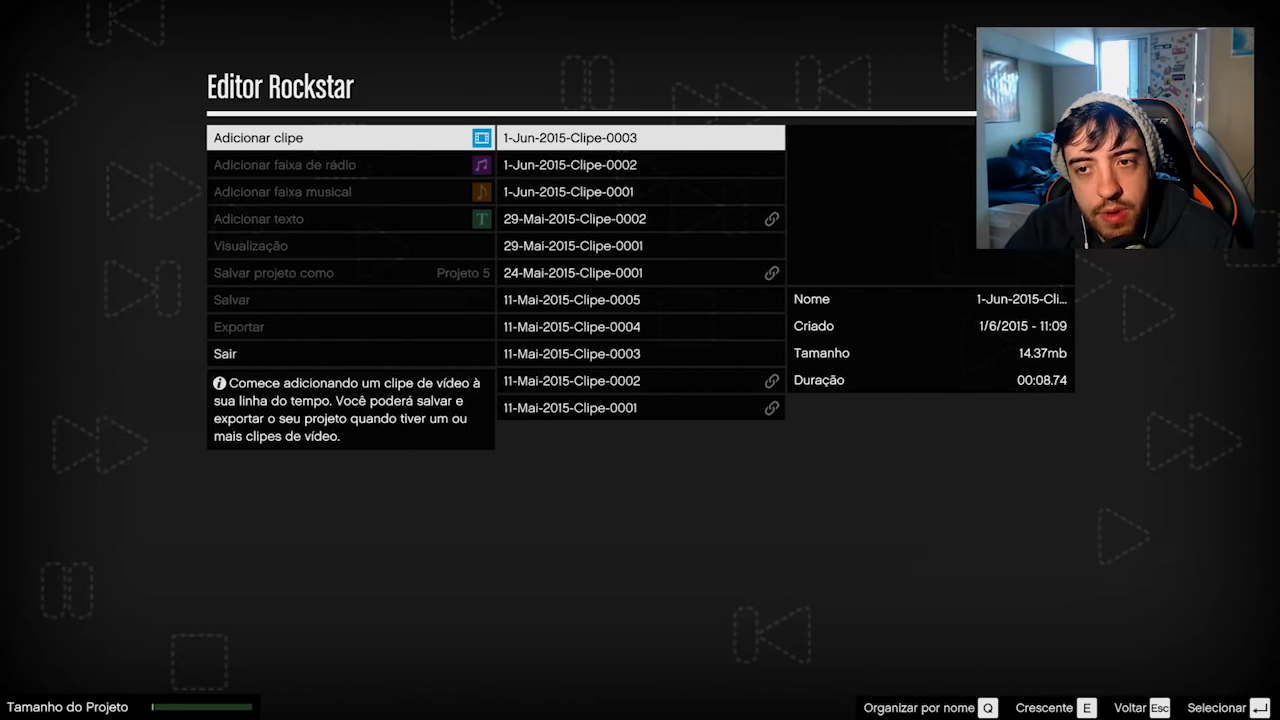 Editor Rockstar
Adicionar clipe
Adicionar faixa de rádio
Adicionar faixa musical
Adicionar texto
T
Visualização
Salvar projeto como Projeto 5
Salvar
Exportar
Sair
Comece adicionando um clipe de vídeo à
sua linha do tempo. Você poderá salvar e
exportar o seu projeto quando tiver um ou
mais clipes de vídeo.
1-Jun-2015-Clipe-0003
1-Jun-2015-Clipe-0002
1-Jun-2015-Clipe-0001
29-Mai-2015-Clipe-0002
29-Mai-2015-Clipe-0001
24-Mai-2015-Clipe-0001
11-Mai-2015-Clipe-0005
11-Mai-2015-Clipe-0004
11-Mai-2015-Clipe-0003
11-Mai-2015-Clipe-0002
11-Mai-2015-Clipe-0001
Nome 1-Jun-2015-Cli...
Criado 1/6/2015 - 11:09
Tamanho 14.37mb
Duração 00:08.74
Tamanho do Projeto
Organizar por nome Q Crescente E Voltar Esc Selecionar